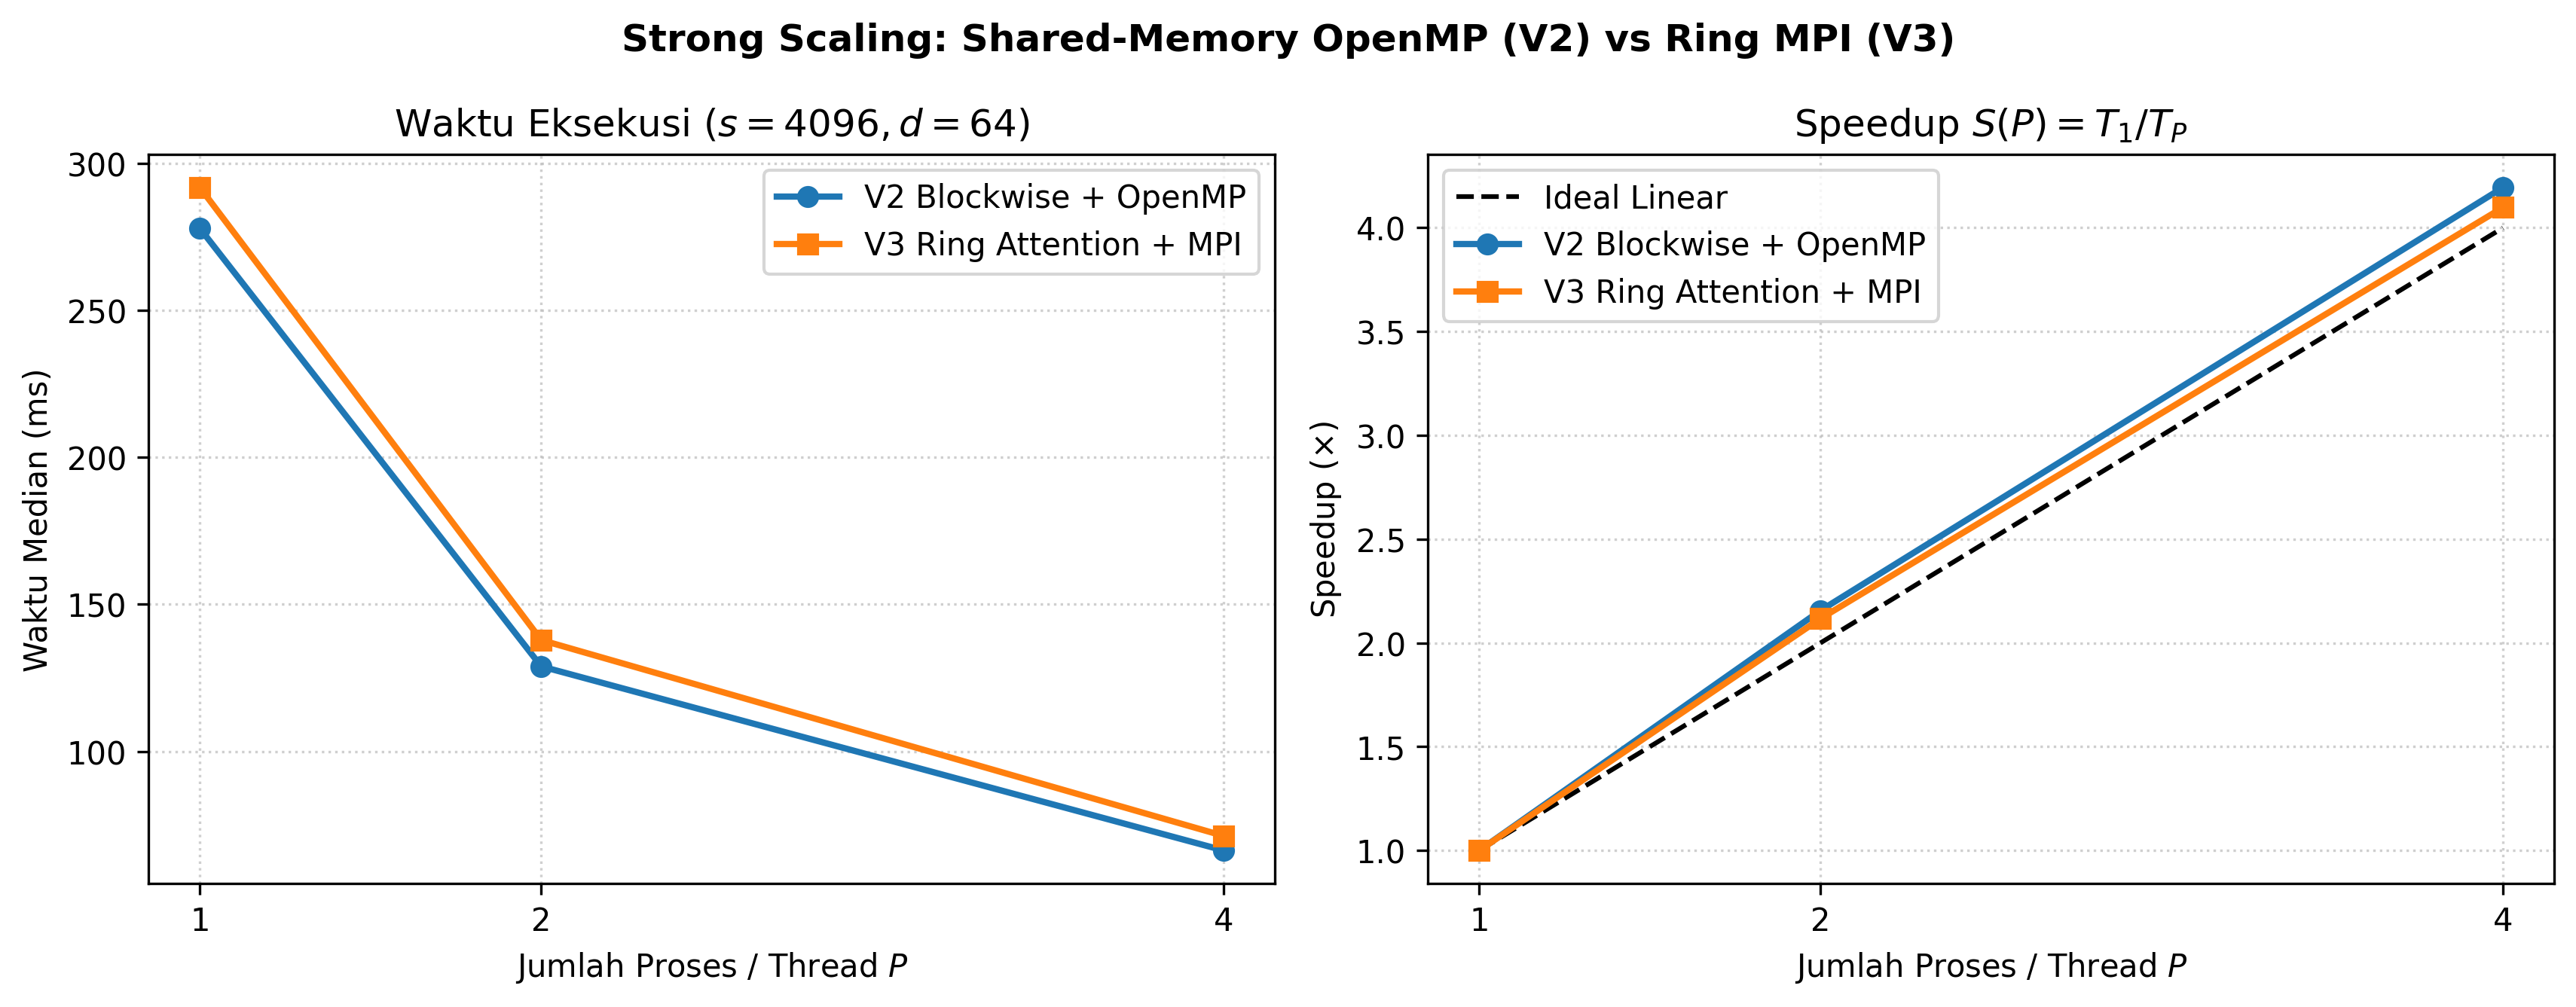 Strong Scaling: Shared-Memory OpenMP (V2) vs Ring MPI (V3)
Waktu Eksekusi (s = 4096, d = 64)
Waktu Median (ms)
300
250
200
150
100
V2 Blockwise + OpenMP
V3 Ring Attention + MPI
1 2 4
Jumlah Proses / Thread P
Speedup S(P) = T₁/T_P
Speedup (×)
4.0
3.5
3.0
2.5
2.0
1.5
1.0
Ideal Linear
V2 Blockwise + OpenMP
V3 Ring Attention + MPI
1 2 4
Jumlah Proses / Thread P